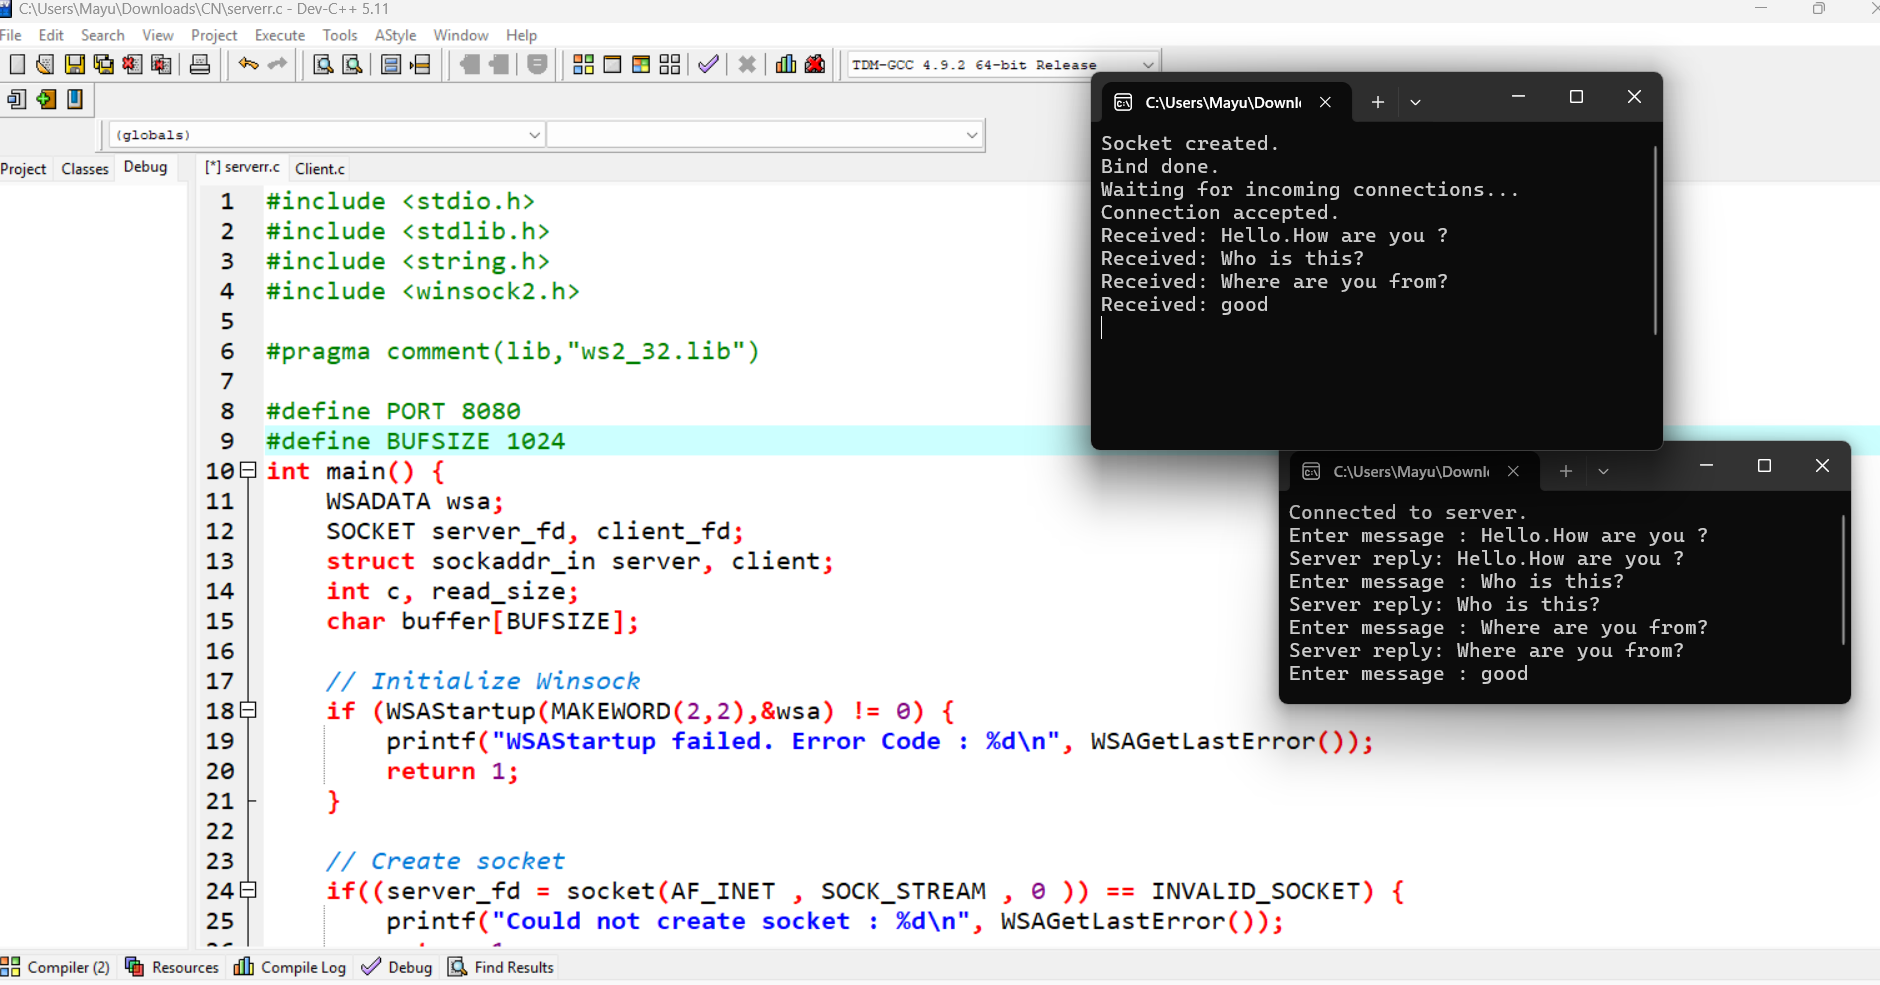 C:\Users\Mayu\Downloads\CN\serverr.c - Dev-C++ 5.11
File Edit Search View Project Execute Tools AStyle Window Help
TDM-GCC 4.9.2 64-bit Release
(globals)
Project Classes Debug
[*] serverr.c Client.c
1 #include <stdio.h>
2 #include <stdlib.h>
3 #include <string.h>
4 #include <winsock2.h>
5
6 #pragma comment(lib,"ws2_32.lib")
7
8 #define PORT 8080
9 #define BUFSIZE 1024
10 int main() {
11 WSADATA wsa;
12 SOCKET server_fd, client_fd;
13 struct sockaddr_in server, client;
14 int c, read_size;
15 char buffer[BUFSIZE];
16
17 // Initialize Winsock
18 if (WSAStartup(MAKEWORD(2,2),&wsa) != 0) {
19 printf("WSAStartup failed. Error Code : %d\n", WSAGetLastError());
20 return 1;
21 }
22
23 // Create socket
24 if((server_fd = socket(AF_INET , SOCK_STREAM , 0 )) == INVALID_SOCKET) {
25 printf("Could not create socket : %d\n", WSAGetLastError());
C:\Users\Mayu\Downl
Socket created.
Bind done.
Waiting for incoming connections...
Connection accepted.
Received: Hello.How are you ?
Received: Who is this?
Received: Where are you from?
Received: good
C:\Users\Mayu\Downl
Connected to server.
Enter message : Hello.How are you ?
Server reply: Hello.How are you ?
Enter message : Who is this?
Server reply: Who is this?
Enter message : Where are you from?
Server reply: Where are you from?
Enter message : good
Compiler (2) Resources Compile Log Debug Find Results